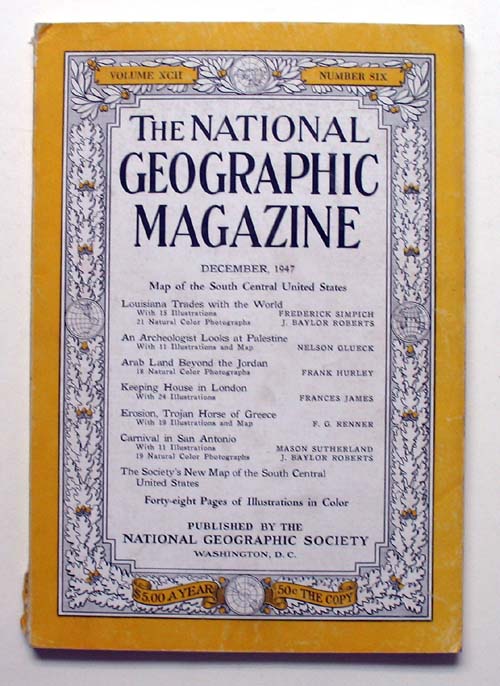 VOLUME XCII NUMBER SIX
THE NATIONAL
GEOGRAPHIC
MAGAZINE
DECEMBER, 1947
Map of the South Central United States
Louisiana Trades with the World
With 15 Illustrations FREDERICK SIMPICH
21 Natural Color Photographs J. BAYLOR ROBERTS
An Archeologist Looks at Palestine
With 11 Illustrations and Map NELSON GLUECK
Arab Land Beyond the Jordan
18 Natural Color Photographs FRANK HURLEY
Keeping House in London
With 24 Illustrations FRANCES JAMES
Erosion, Trojan Horse of Greece
With 19 Illustrations and Map F. G. RENNER
Carnival in San Antonio
With 11 Illustrations MASON SUTHERLAND
19 Natural Color Photographs J. BAYLOR ROBERTS
The Society's New Map of the South Central
United States
Forty-eight Pages of Illustrations in Color
PUBLISHED BY THE
NATIONAL GEOGRAPHIC SOCIETY
WASHINGTON, D. C.
$5.00 A YEAR 50¢ THE COPY